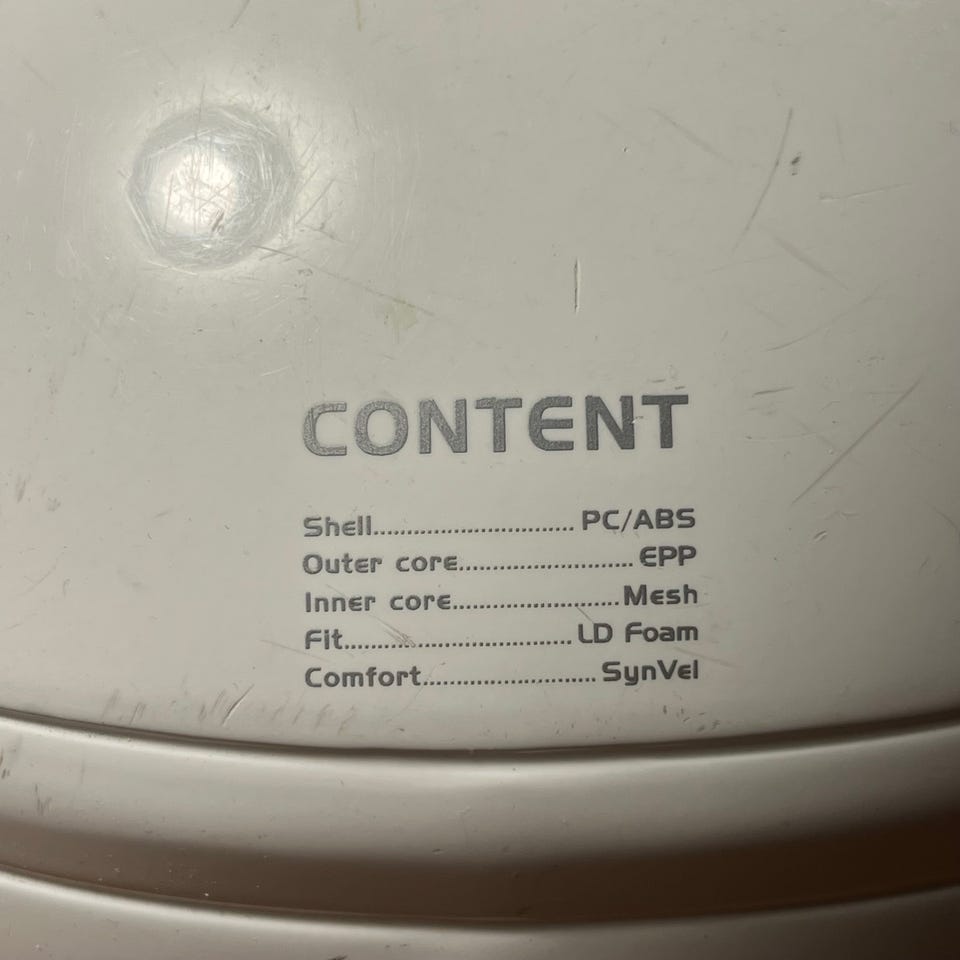 CONTENT
Shell.............................. PC/ABS
Outer core.......................... EPP
Inner core.........................Mesh
Fit.................................. LD Foam
Comfort.......................... SynVel